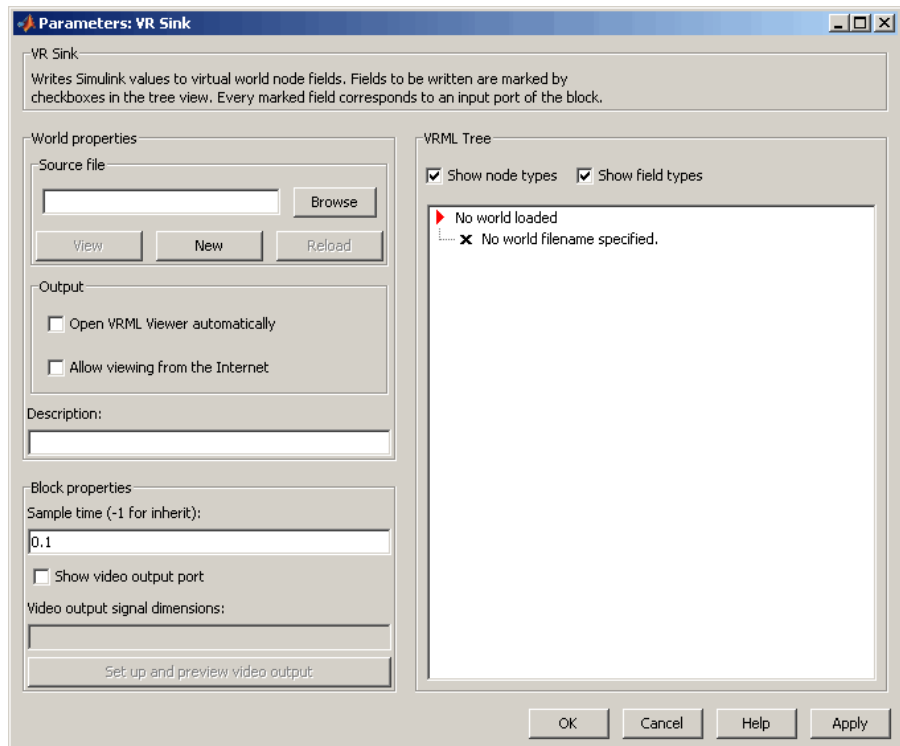 Parameters: VR Sink
VR Sink
Writes Simulink values to virtual world node fields. Fields to be written are marked by
checkboxes in the tree view. Every marked field corresponds to an input port of the block.
World properties
Source file
Browse
View New Reload
Output
Open VRML Viewer automatically
Allow viewing from the Internet
Description:
Block properties
Sample time (-1 for inherit):
0.1
Show video output port
Video output signal dimensions:
Set up and preview video output
VRML Tree
Show node types Show field types
No world loaded
No world filename specified.
OK Cancel Help Apply